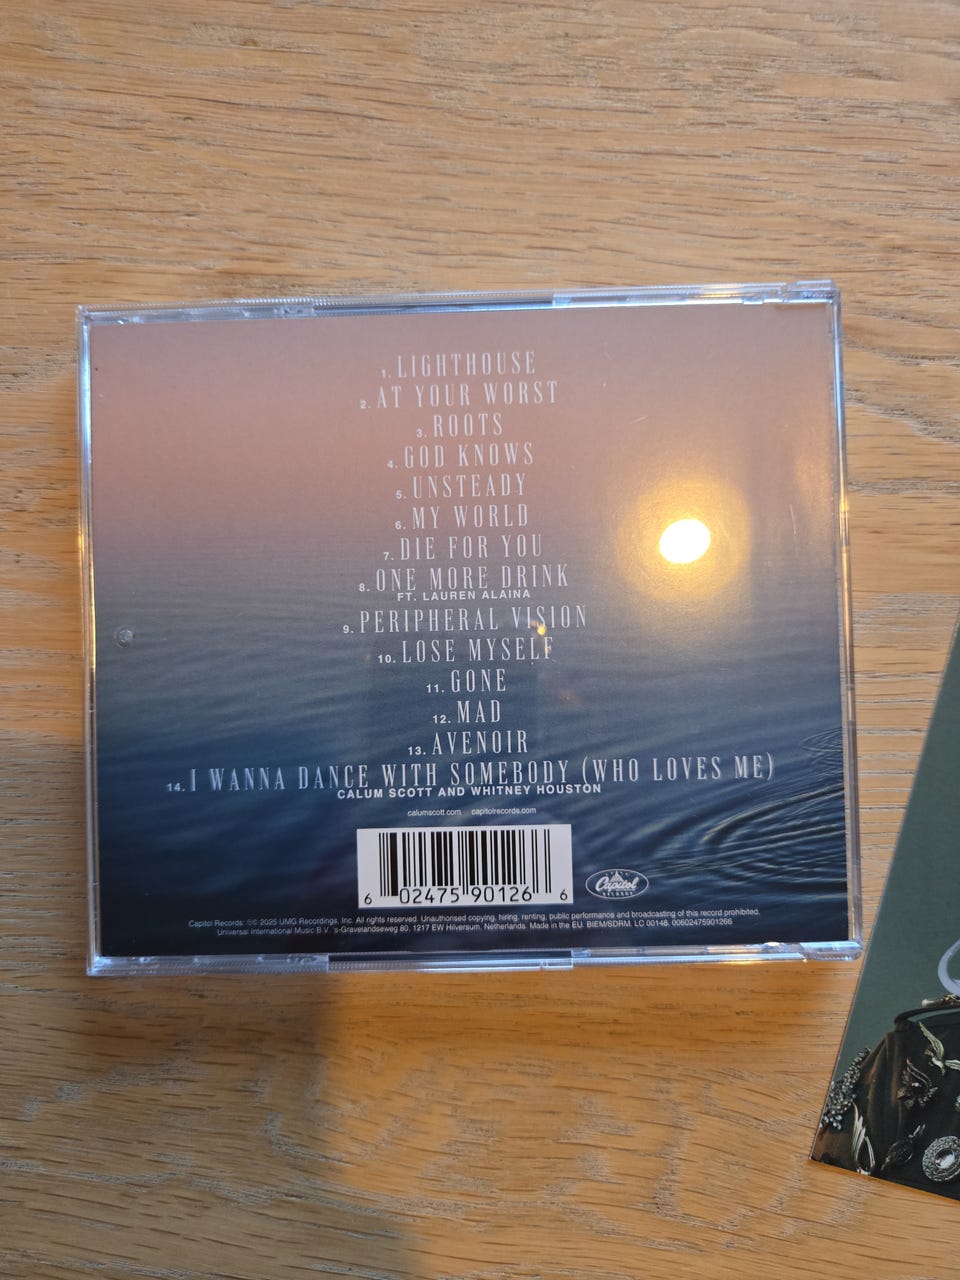 1. LIGHTHOUSE
2. AT YOUR WORST
3. ROOTS
4. GOD KNOWS
5. UNSTEADY
6. MY WORLD
7. DIE FOR YOU
8. ONE MORE DRINK
FT. LAUREN ALAINA
9. PERIPHERAL VISION
10. LOSE MYSELF
11. GONE
12. MAD
13. AVENOIR
14. I WANNA DANCE WITH SOMEBODY (WHO LOVES ME)
CALUM SCOTT AND WHITNEY HOUSTON
calumscott.com capitolrecords.com
6 02475 90126 6
Capitol RECORDS
Capitol Records; ℗© 2025 UMG Recordings, Inc. All rights reserved. Unauthorised copying, hiring, renting, public performance and broadcasting of this record prohibited.
Universal International Music B.V. 's-Gravelandseweg 80, 1217 EW Hilversum, Netherlands. Made in the EU. BIEM/SDRM. LC 00148. 00602475901266